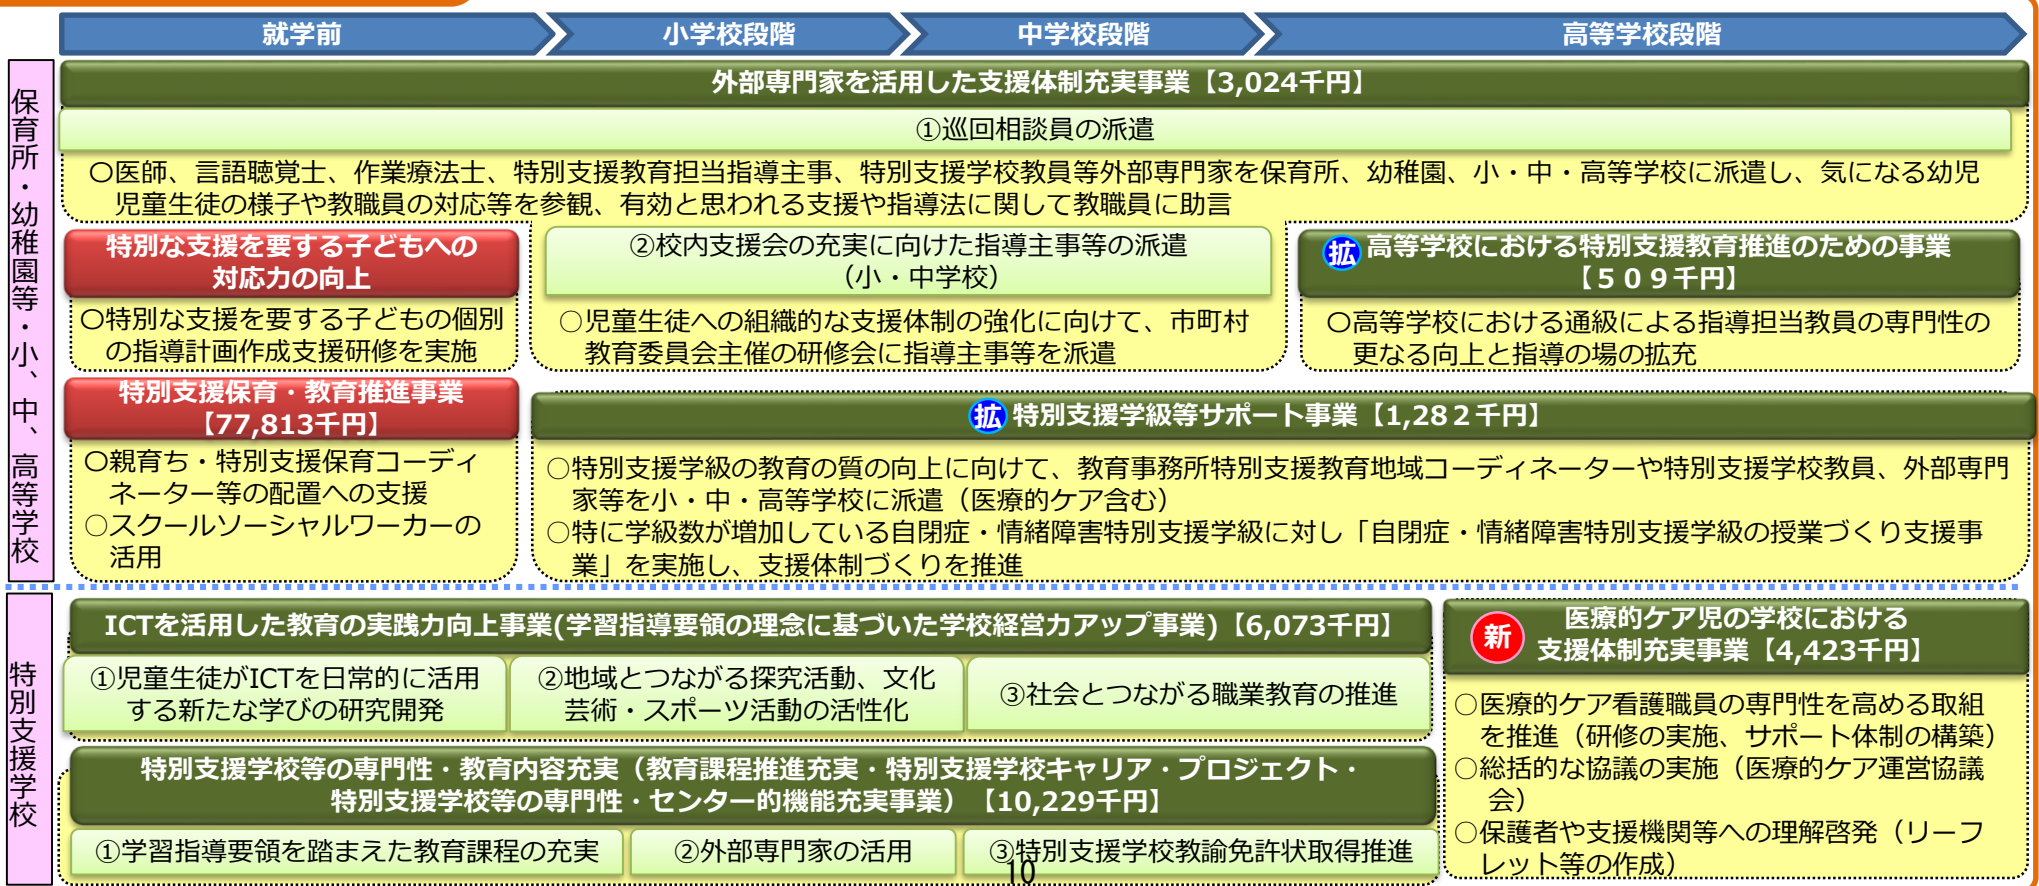 就学前
小学校段階
中学校段階
高等学校段階
保育所・幼稚園等・小、中、高等学校
外部専門家を活用した支援体制充実事業【3,024千円】
①巡回相談員の派遣
〇医師、言語聴覚士、作業療法士、特別支援教育担当指導主事、特別支援学校教員等外部専門家を保育所、幼稚園、小・中・高等学校に派遣し、気になる幼児
児童生徒の様子や教職員の対応等を参観、有効と思われる支援や指導法に関して教職員に助言
特別な支援を要する子どもへの
対応力の向上
〇特別な支援を要する子どもの個別
の指導計画作成支援研修を実施
②校内支援会の充実に向けた指導主事等の派遣
（小・中学校）
○児童生徒への組織的な支援体制の強化に向けて、市町村
教育委員会主催の研修会に指導主事等を派遣
拡 高等学校における特別支援教育推進のための事業
【５０９千円】
〇高等学校における通級による指導担当教員の専門性の
更なる向上と指導の場の拡充
特別支援保育・教育推進事業
【77,813千円】
〇親育ち・特別支援保育コーディ
ネーター等の配置への支援
○スクールソーシャルワーカーの
活用
拡 特別支援学級等サポート事業【1,28２千円】
○特別支援学級の教育の質の向上に向けて、教育事務所特別支援教育地域コーディネーターや特別支援学校教員、外部専門
家等を小・中・高等学校に派遣（医療的ケア含む）
○特に学級数が増加している自閉症・情緒障害特別支援学級に対し「自閉症・情緒障害特別支援学級の授業づくり支援事
業」を実施し、支援体制づくりを推進
特別支援学校
ICTを活用した教育の実践力向上事業(学習指導要領の理念に基づいた学校経営力アップ事業)【6,073千円】
①児童生徒がICTを日常的に活用
する新たな学びの研究開発
②地域とつながる探究活動、文化
芸術・スポーツ活動の活性化
③社会とつながる職業教育の推進
特別支援学校等の専門性・教育内容充実（教育課程推進充実・特別支援学校キャリア・プロジェクト・
特別支援学校等の専門性・センター的機能充実事業）【10,229千円】
①学習指導要領を踏まえた教育課程の充実
②外部専門家の活用
③特別支援学校教諭免許状取得推進
新 医療的ケア児の学校における
支援体制充実事業【4,423千円】
○医療的ケア看護職員の専門性を高める取組
を推進（研修の実施、サポート体制の構築）
○総括的な協議の実施（医療的ケア運営協議
会）
○保護者や支援機関等への理解啓発（リーフ
レット等の作成）
10